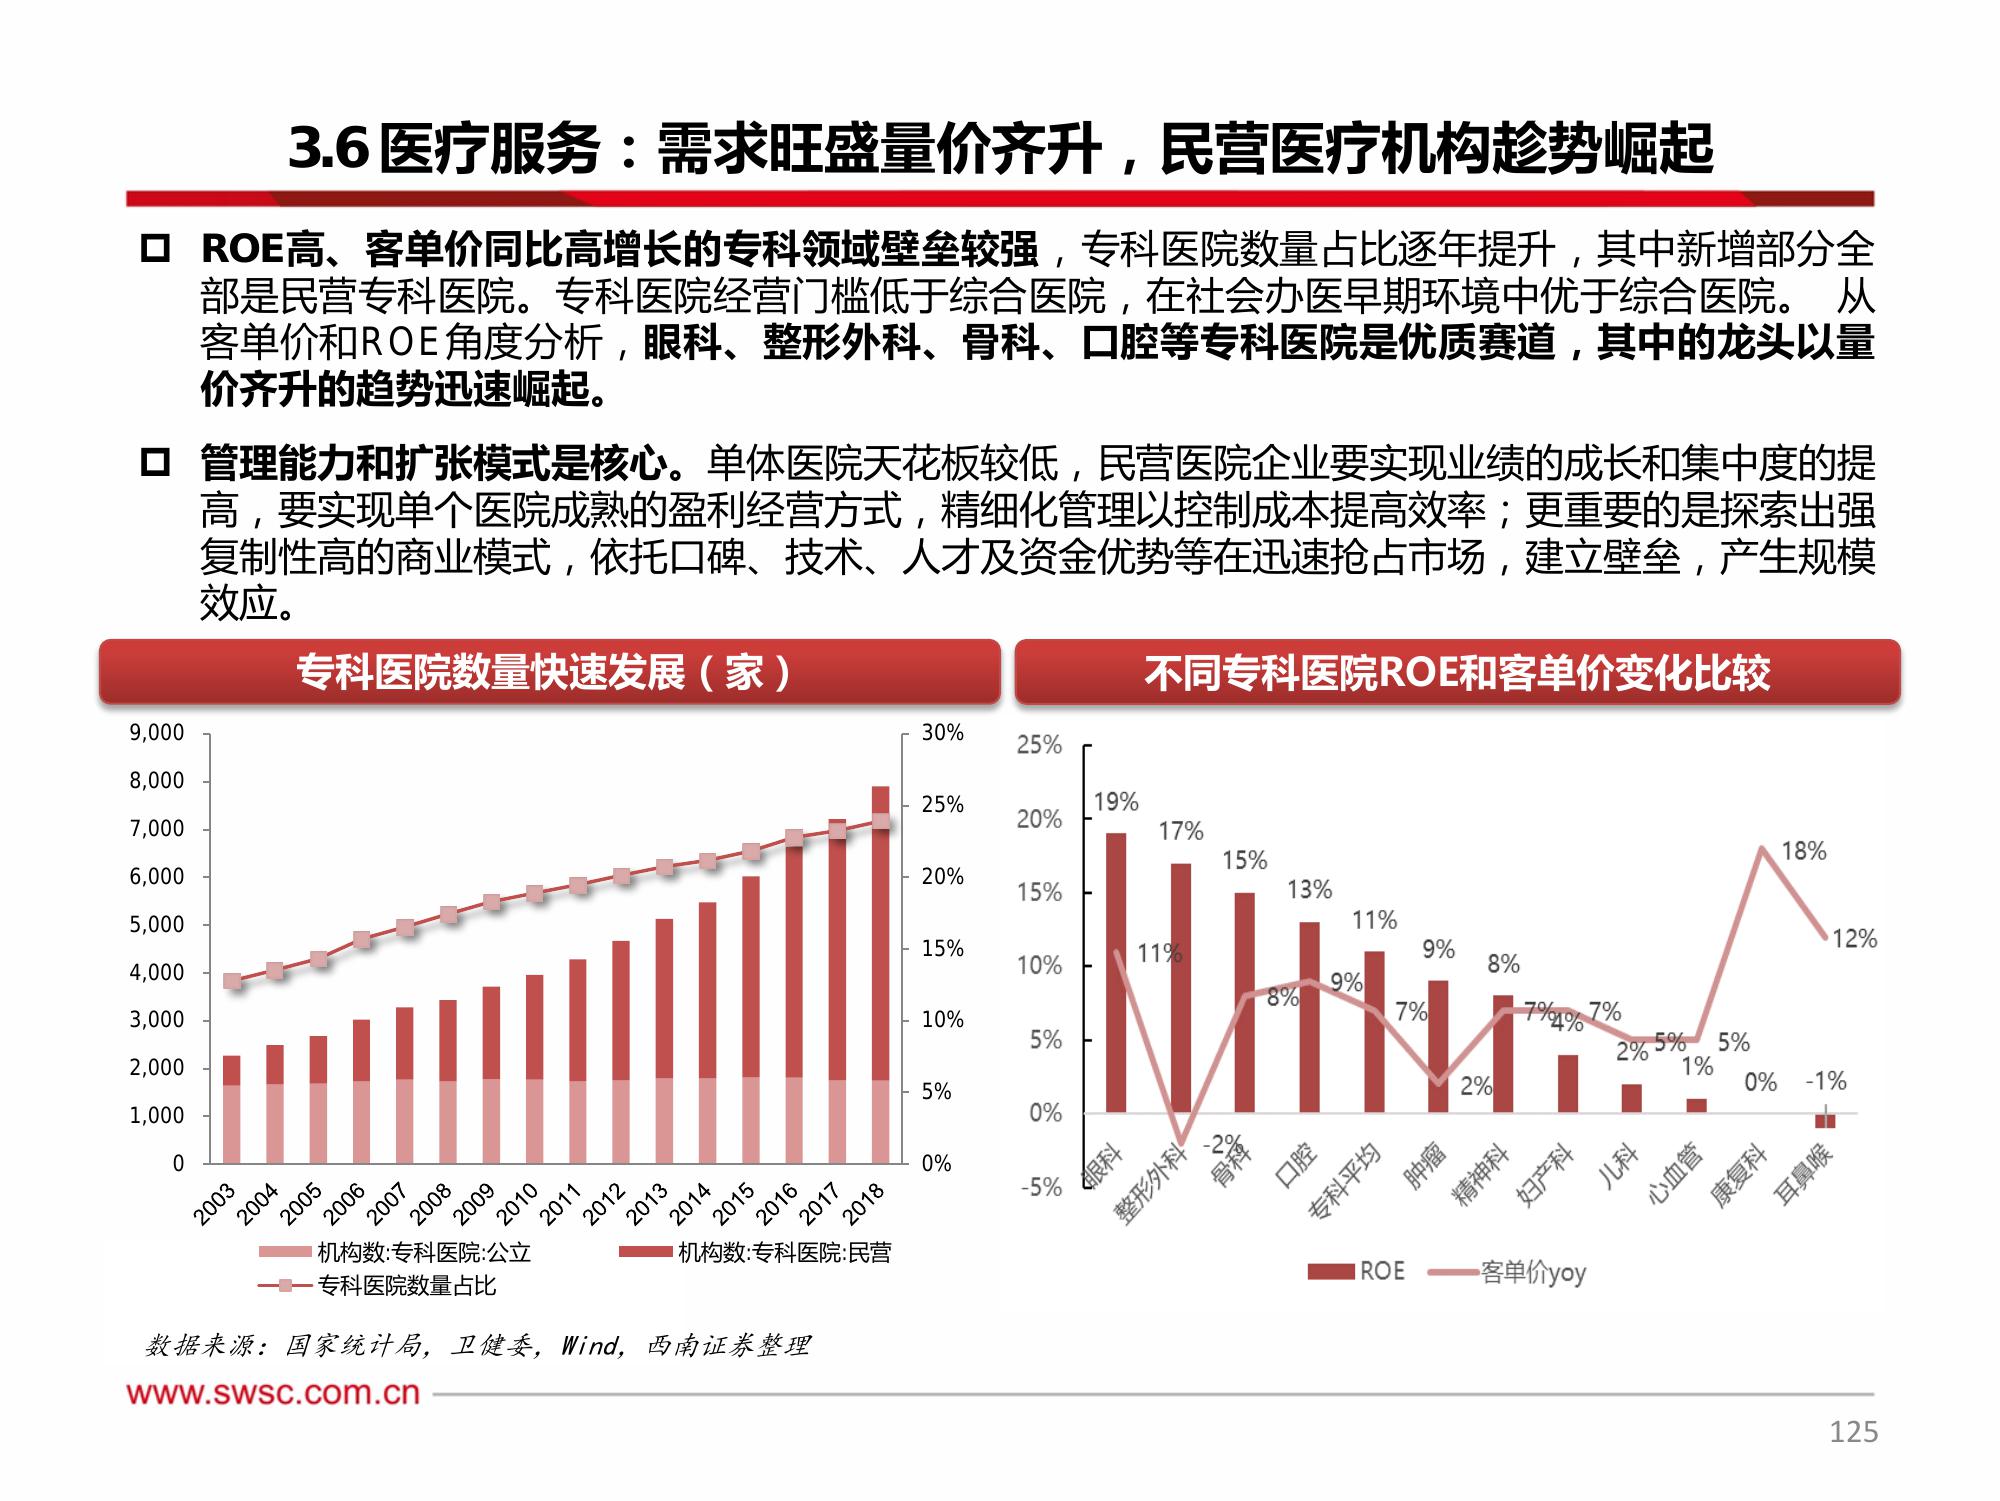 3.6 医疗服务：需求旺盛量价齐升，民营医疗机构趁势崛起
ROE高、客单价同比高增长的专科领域壁垒较强，专科医院数量占比逐年提升，其中新增部分全
部是民营专科医院。专科医院经营门槛低于综合医院，在社会办医早期环境中优于综合医院。 从
客单价和ROE角度分析，眼科、整形外科、骨科、口腔等专科医院是优质赛道，其中的龙头以量
价齐升的趋势迅速崛起。
管理能力和扩张模式是核心。单体医院天花板较低，民营医院企业要实现业绩的成长和集中度的提
高，要实现单个医院成熟的盈利经营方式，精细化管理以控制成本提高效率；更重要的是探索出强
复制性高的商业模式，依托口碑、技术、人才及资金优势等在迅速抢占市场，建立壁垒，产生规模
效应。
专科医院数量快速发展（家）
9,000
8,000
7,000
6,000
5,000
4,000
3,000
2,000
1,000
0
30%
25%
20%
15%
10%
5%
0%
2003 2004 2005 2006 2007 2008 2009 2010 2011 2012 2013 2014 2015 2016 2017 2018
机构数:专科医院:公立
机构数:专科医院:民营
专科医院数量占比
不同专科医院ROE和客单价变化比较
25%
20%
15%
10%
5%
0%
-5%
19%
17%
15%
13%
11%
9%
8%
4%
2%
1%
0%
-1%
11%
-2%
8%
9%
7%
2%
7%
7%
5%
5%
18%
12%
眼科 整形外科 骨科 口腔 专科平均 肿瘤 精神科 妇产科 儿科 心血管 康复科 耳鼻喉
ROE
客单价yoy
数据来源：国家统计局，卫健委，Wind，西南证券整理
www.swsc.com.cn
125